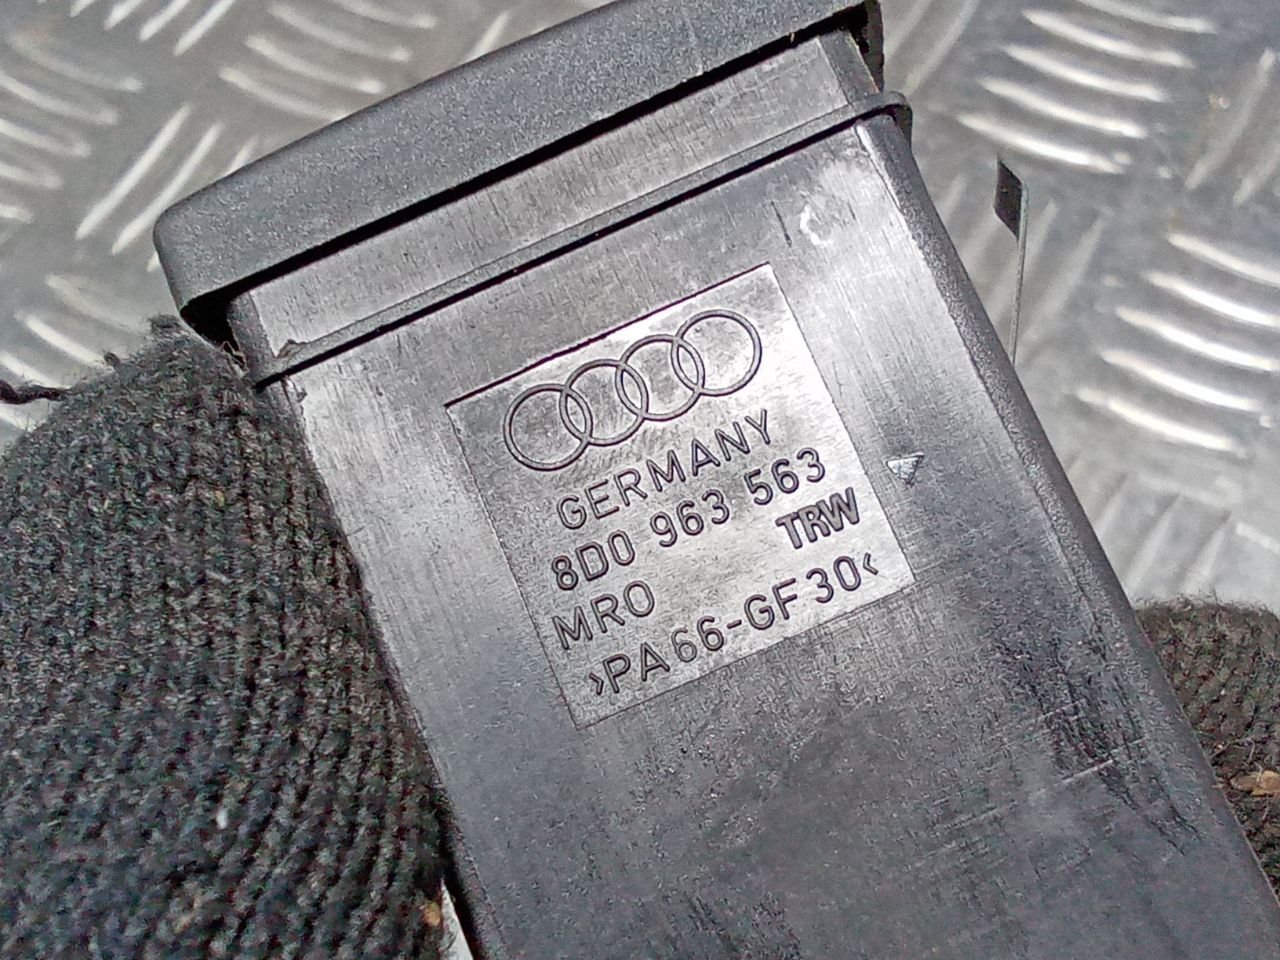 GERMANY
8D0 963 563
TRW
MRO
>PA66-GF30<